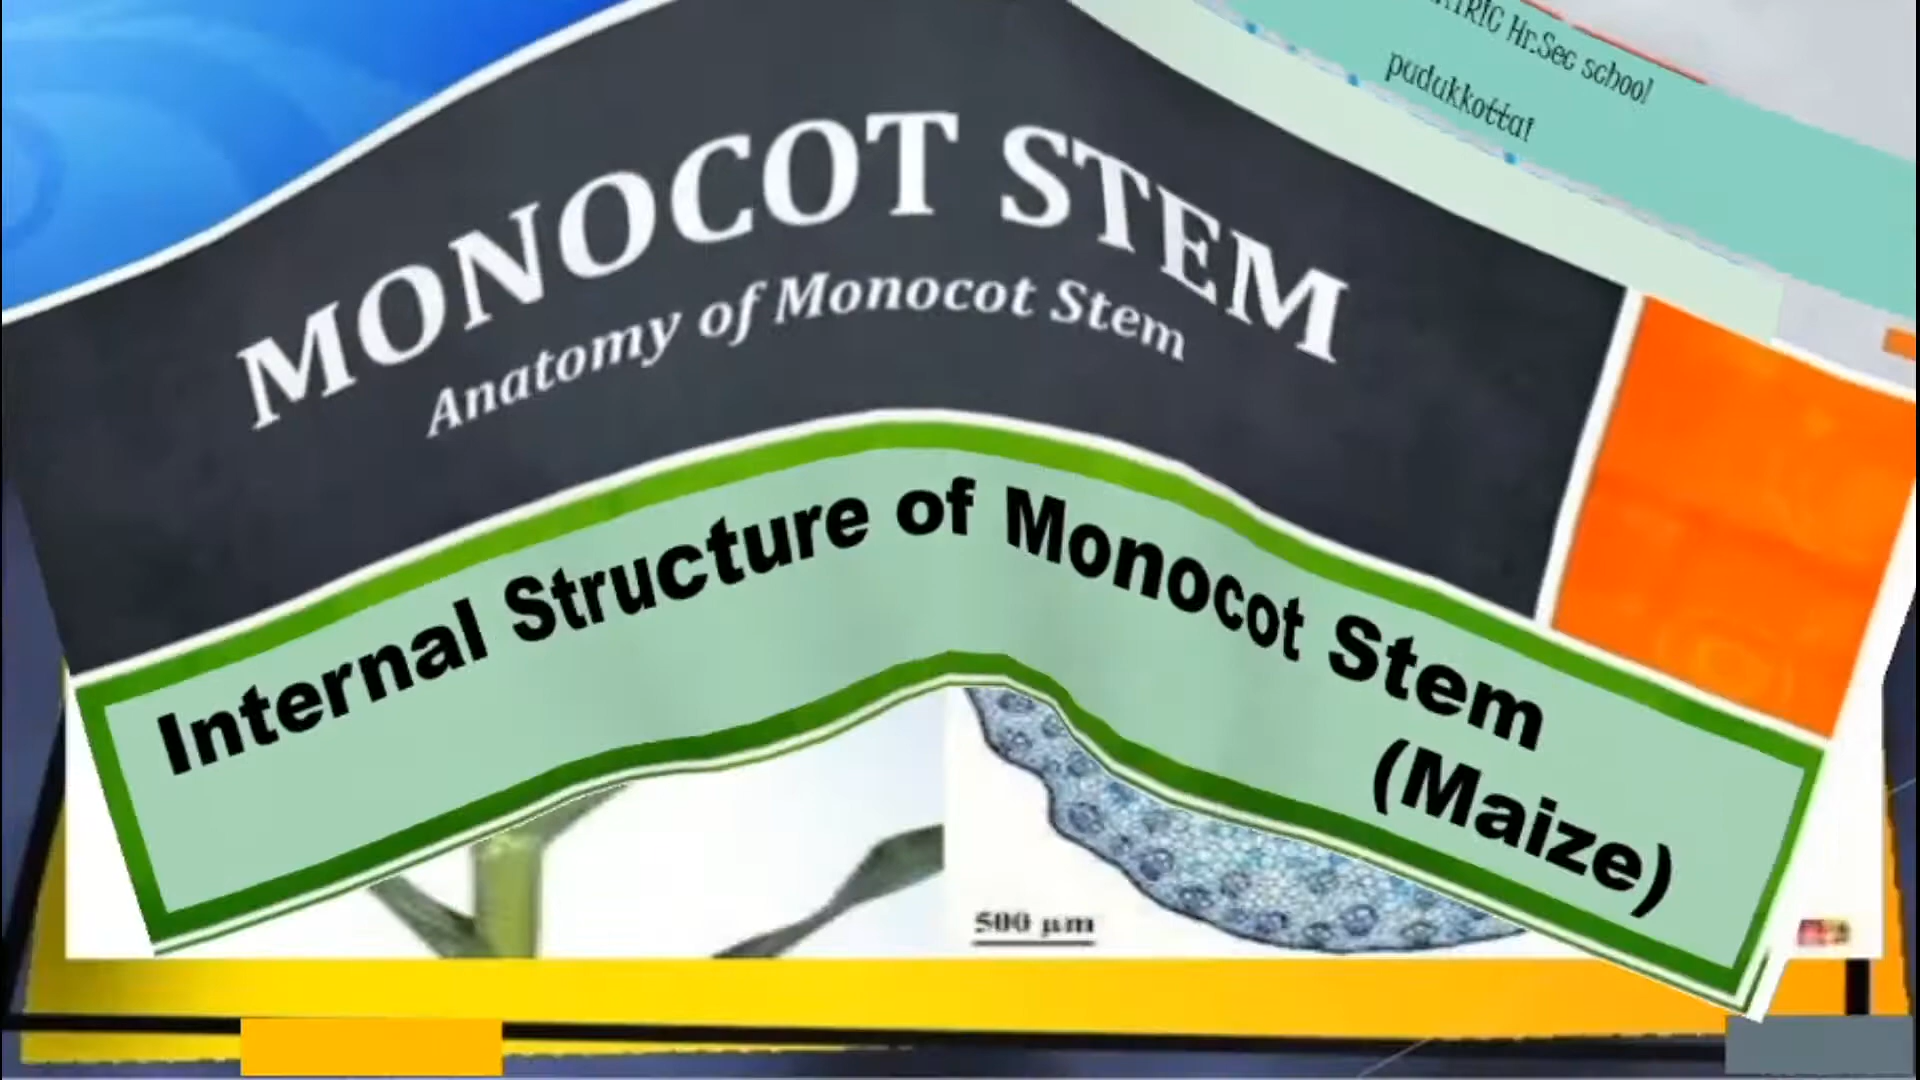 Hr.Sec school
pudukkottai
MONOCOT STEM
Anatomy of Monocot Stem
Internal Structure of Monocot Stem
(Maize)
500 µm